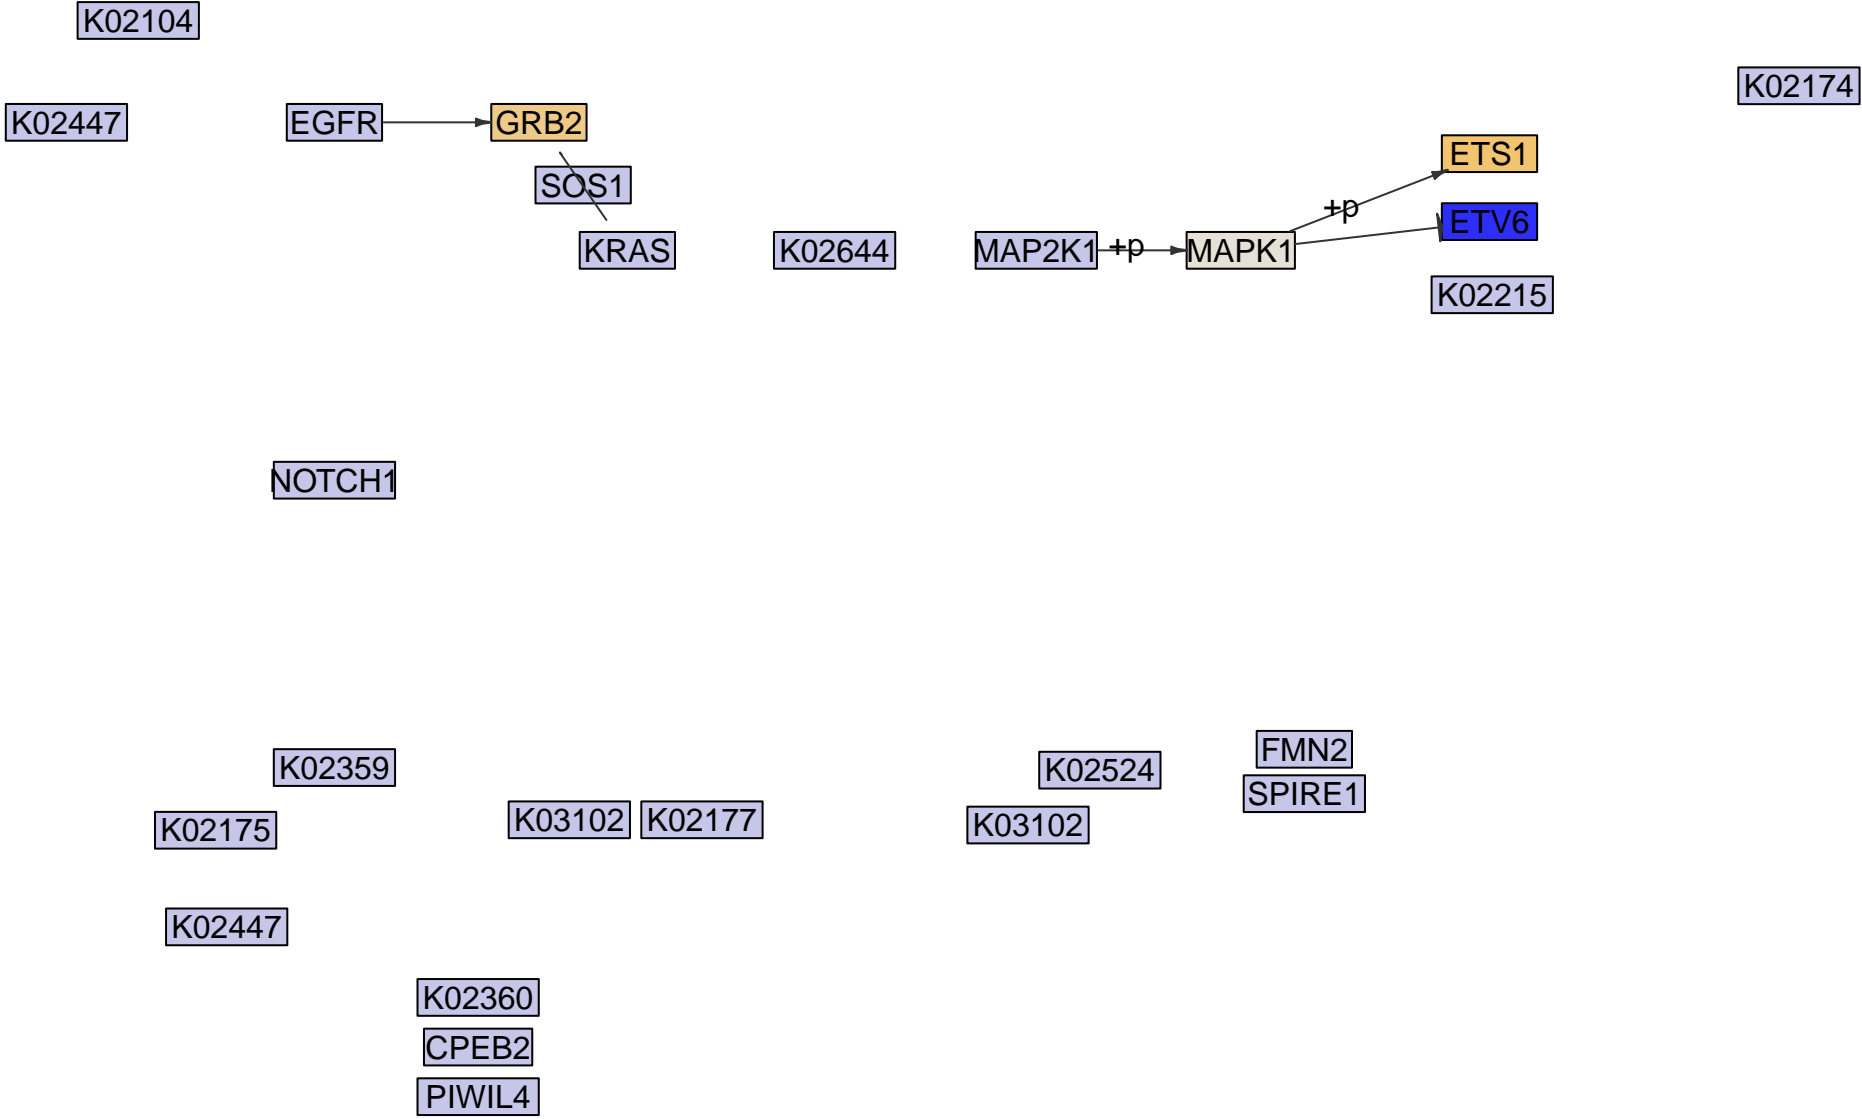 K02104
K02174
K02447
EGFR
GRB2
ETS1
SOS1
+p
ETV6
KRAS
K02644
MAP2K1
+p
MAPK1
K02215
NOTCH1
FMN2
K02359
K02524
SPIRE1
K02175
K03102
K02177
K03102
K02447
K02360
CPEB2
PIWIL4